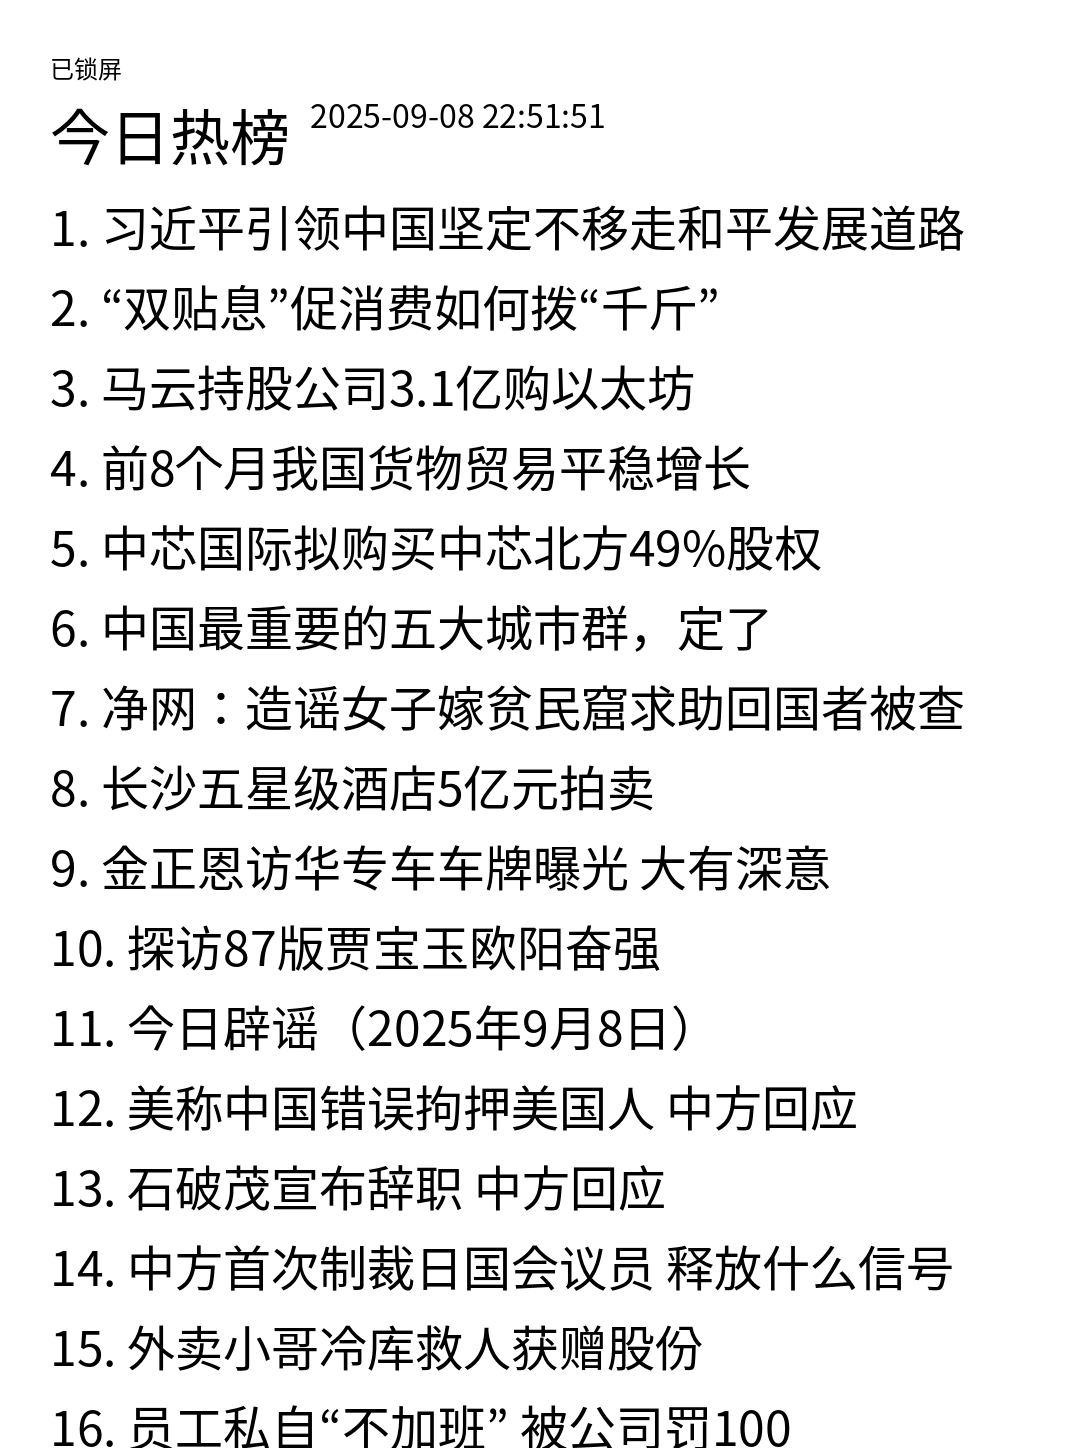 已锁屏
今日热榜 2025-09-08 22:51:51
1. 习近平引领中国坚定不移走和平发展道路
2. “双贴息”促消费如何拨“千斤”
3. 马云持股公司3.1亿购以太坊
4. 前8个月我国货物贸易平稳增长
5. 中芯国际拟购买中芯北方49%股权
6. 中国最重要的五大城市群，定了
7. 净网：造谣女子嫁贫民窟求助回国者被查
8. 长沙五星级酒店5亿元拍卖
9. 金正恩访华专车车牌曝光 大有深意
10. 探访87版贾宝玉欧阳奋强
11. 今日辟谣（2025年9月8日）
12. 美称中国错误拘押美国人 中方回应
13. 石破茂宣布辞职 中方回应
14. 中方首次制裁日国会议员 释放什么信号
15. 外卖小哥冷库救人获赠股份
16. 员工私自“不加班” 被公司罚100